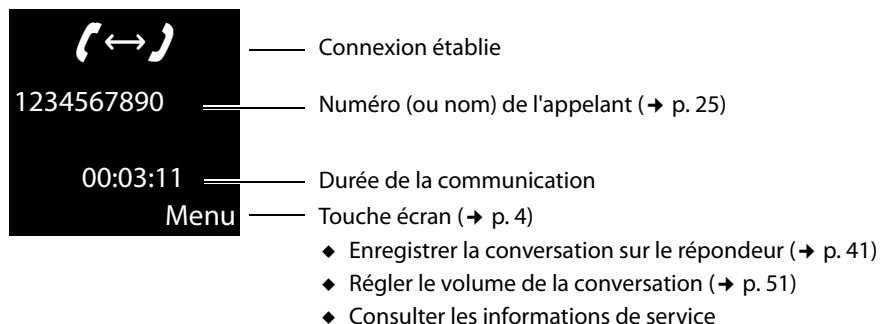 Connexion établie
1234567890 Numéro (ou nom) de l'appelant (➔ p. 25)
00:03:11 Durée de la communication
Menu Touche écran (➔ p. 4)
◆ Enregistrer la conversation sur le répondeur (➔ p. 41)
◆ Régler le volume de la conversation (➔ p. 51)
◆ Consulter les informations de service